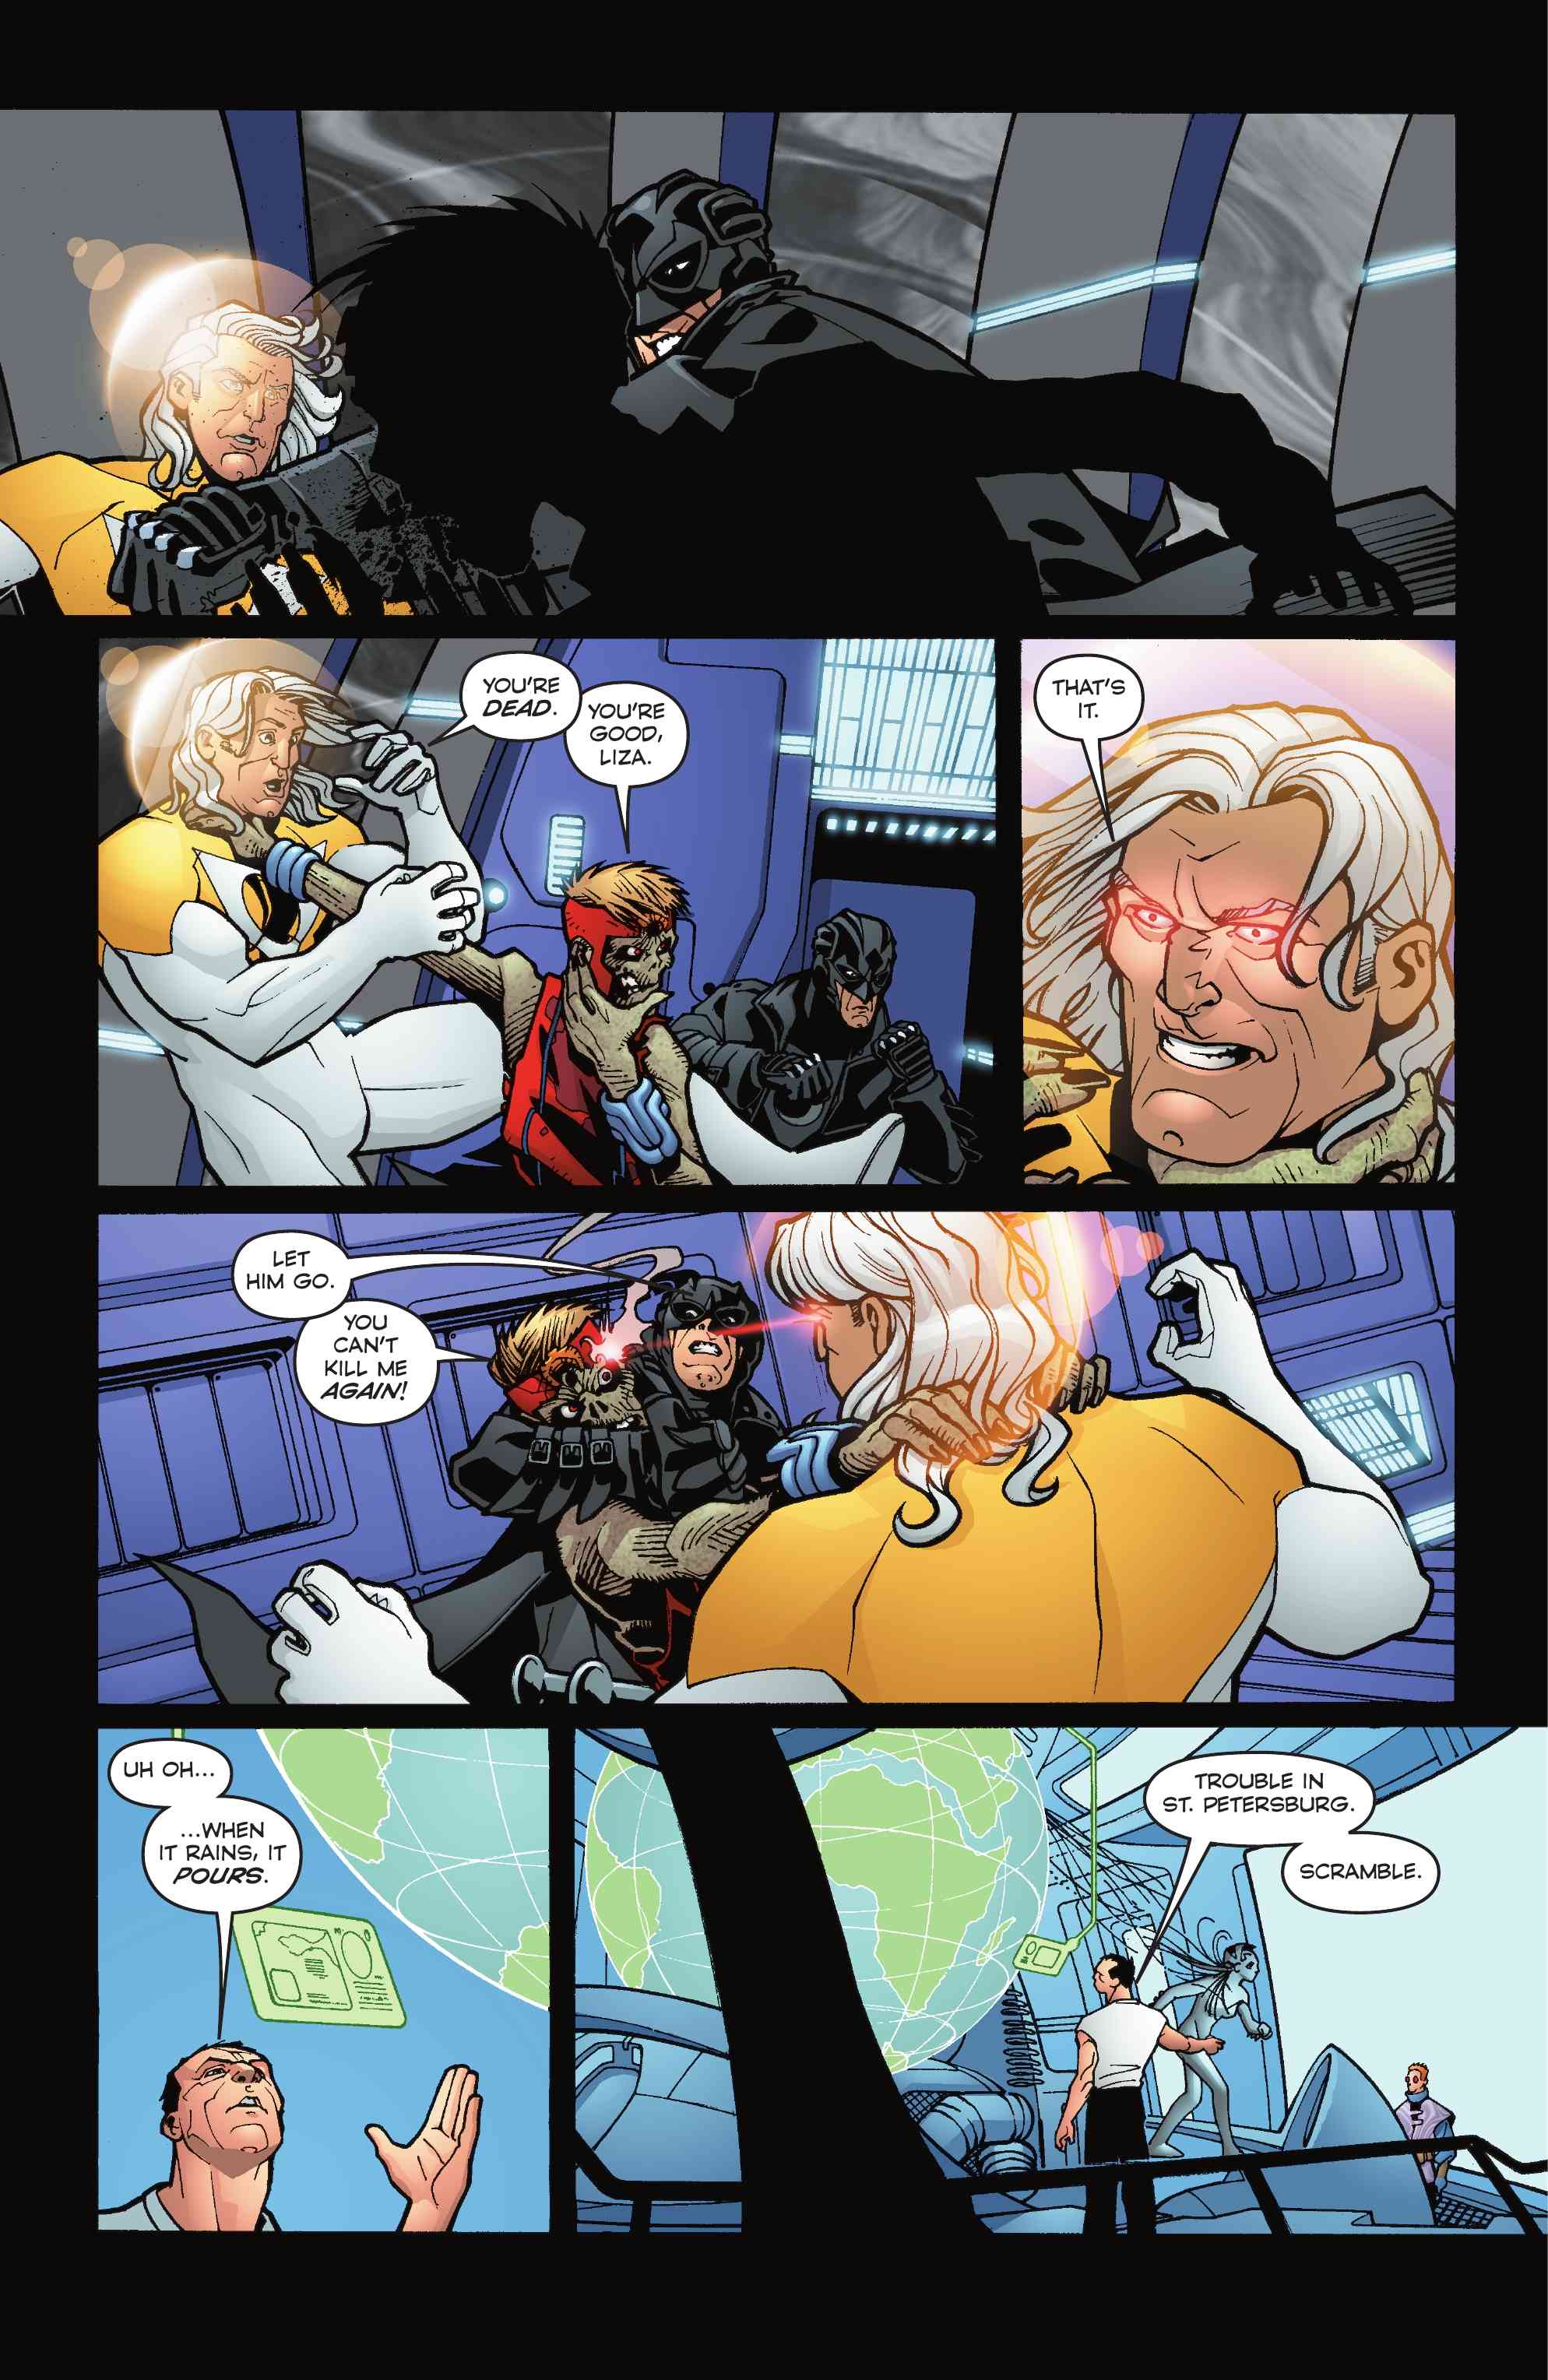 YOU'RE
DEAD.
YOU'RE
GOOD,
LIZA.
THAT'S
IT.
LET
HIM GO.
YOU
CAN'T
KILL ME
AGAIN!
UH OH...
...WHEN
IT RAINS, IT
POURS.
TROUBLE IN
ST. PETERSBURG.
SCRAMBLE.